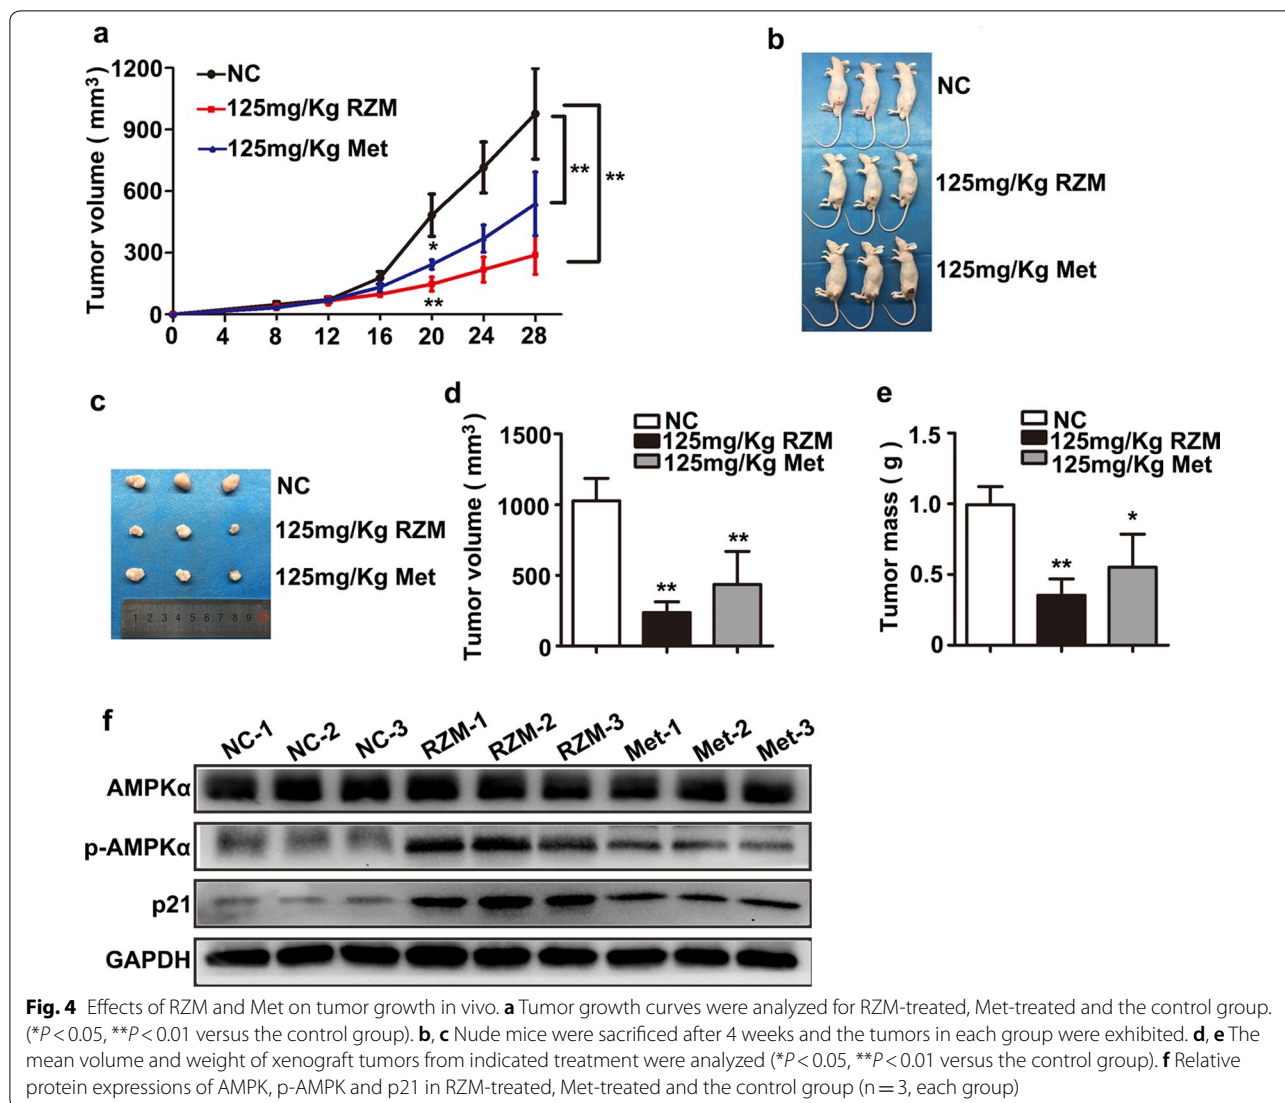 a
Tumor volume ( mm³)
1200
900
600
300
0
0 4 8 12 16 20 24 28
NC
125mg/Kg RZM
125mg/Kg Met
*
**
**
**
b
NC
125mg/Kg RZM
125mg/Kg Met
c
NC
125mg/Kg RZM
125mg/Kg Met
1 2 3 4 5 6 7 8 9
d
Tumor volume ( mm³)
1500
1000
500
0
NC
125mg/Kg RZM
125mg/Kg Met
**
**
e
Tumor mass ( g )
1.5
1.0
0.5
0
NC
125mg/Kg RZM
125mg/Kg Met
**
*
f
NC-1 NC-2 NC-3 RZM-1 RZM-2 RZM-3 Met-1 Met-2 Met-3
AMPKα
p-AMPKα
p21
GAPDH
Fig. 4 Effects of RZM and Met on tumor growth in vivo. a Tumor growth curves were analyzed for RZM-treated, Met-treated and the control group.
(*P < 0.05, **P < 0.01 versus the control group). b, c Nude mice were sacrificed after 4 weeks and the tumors in each group were exhibited. d, e The
mean volume and weight of xenograft tumors from indicated treatment were analyzed (*P < 0.05, **P < 0.01 versus the control group). f Relative
protein expressions of AMPK, p-AMPK and p21 in RZM-treated, Met-treated and the control group (n = 3, each group)